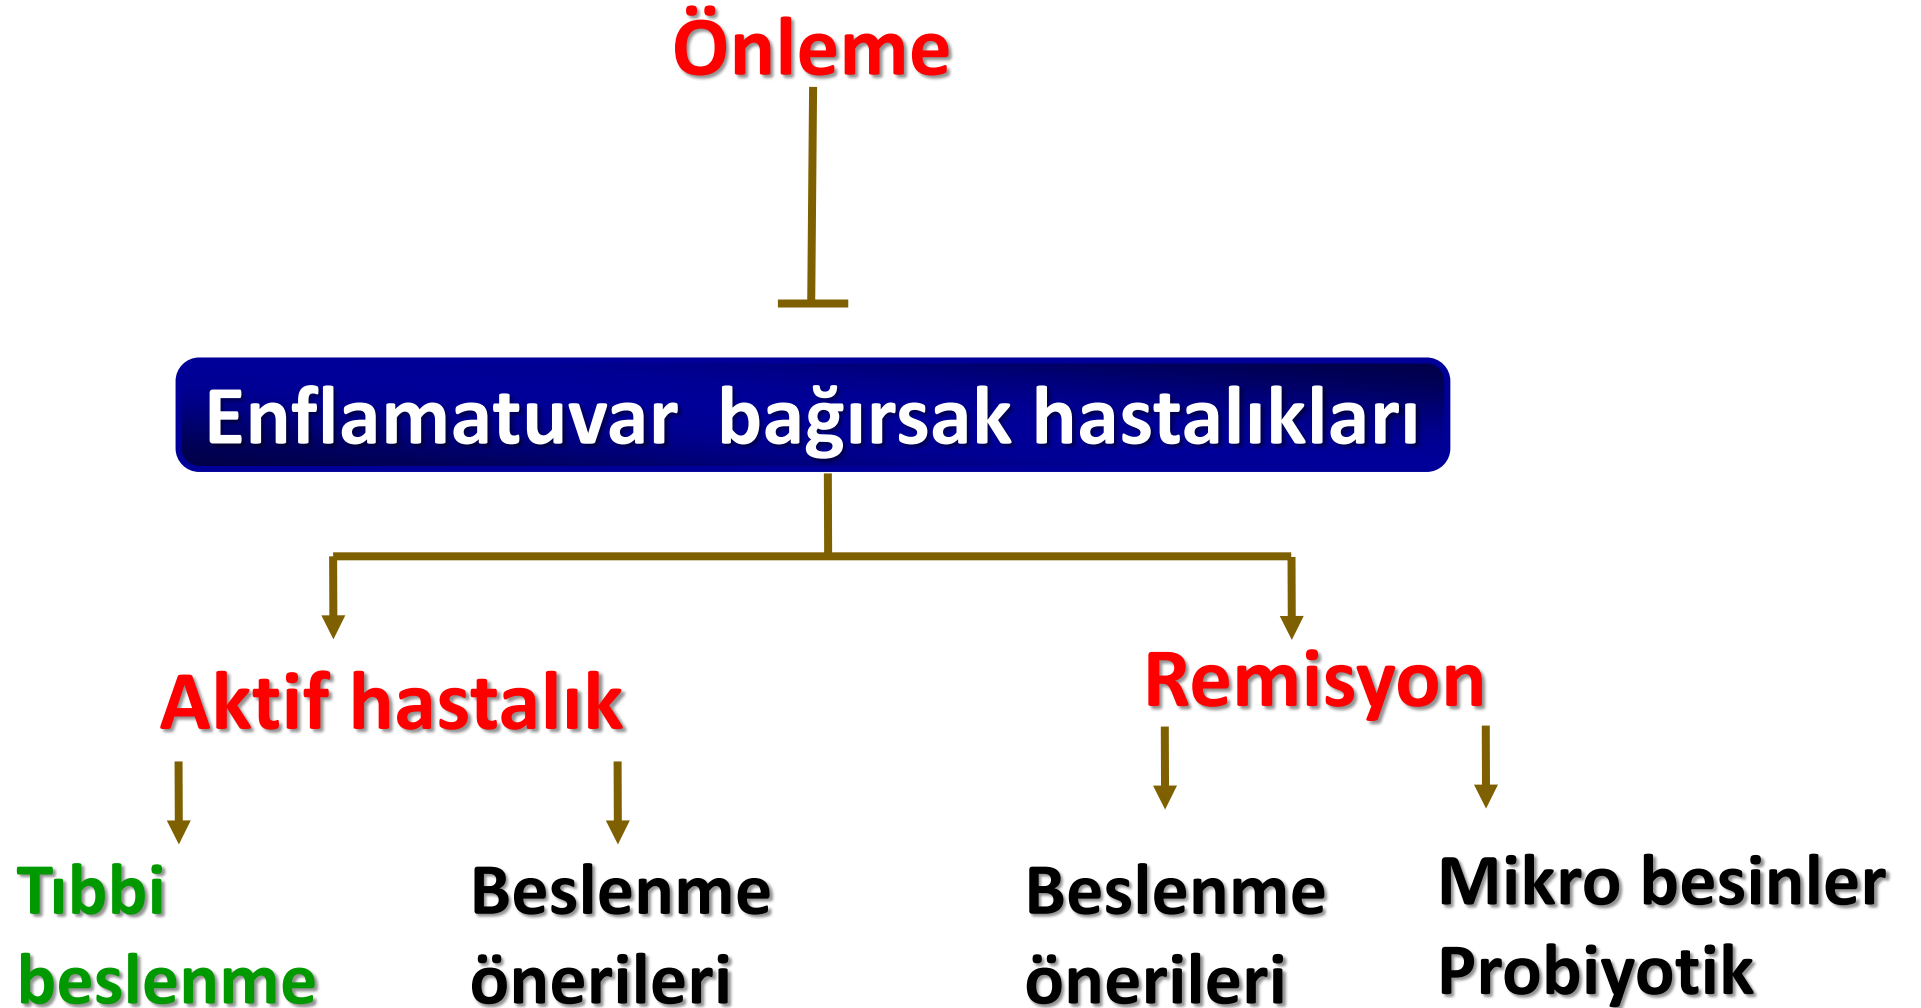 Önleme
Enflamatuvar bağırsak hastalıkları
Aktif hastalık
Remisyon
Tıbbi
beslenme
Beslenme
önerileri
Beslenme
önerileri
Mikro besinler
Probiyotik